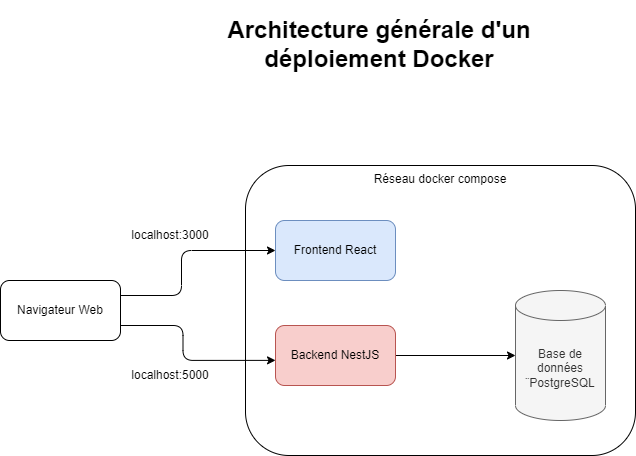 Architecture générale d'un
déploiement Docker
Réseau docker compose
localhost:3000
Frontend React
Navigateur Web
Backend NestJS
localhost:5000
Base de
données
¨PostgreSQL